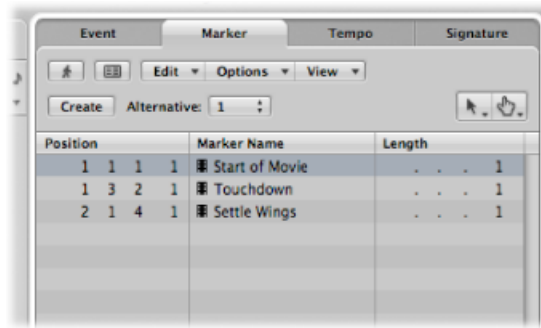 Event Marker Tempo Signature
Edit Options View
Create Alternative: 1
Position Marker Name Length
1 1 1 1 Start of Movie . . . 1
1 3 2 1 Touchdown . . . 1
2 1 4 1 Settle Wings . . . 1